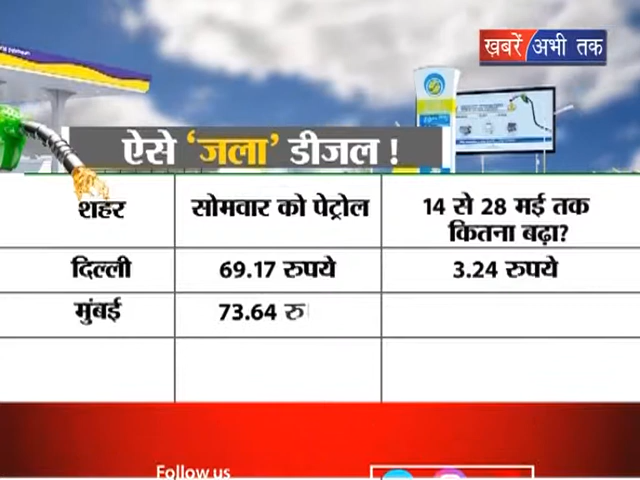 ख़बरें अभी तक
ऐसे 'जला' डीजल !
शहर
सोमवार को पेट्रोल
14 से 28 मई तक
कितना बढ़ा?
दिल्ली
69.17 रुपये
3.24 रुपये
मुंबई
73.64 रु
Follow us